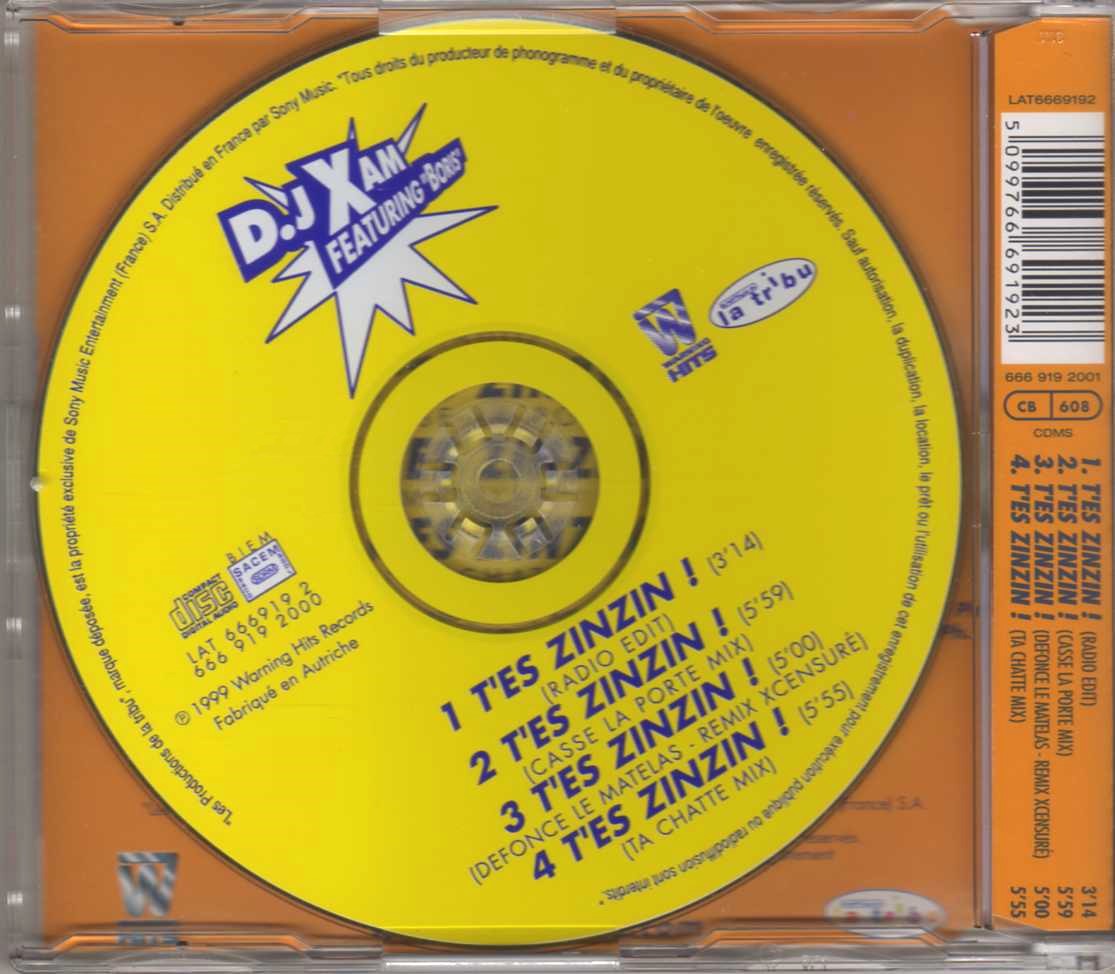 "Les Productions de la tribu", marque déposée, est la propriété exclusive de Sony Music Entertainment (France) S.A. Distribué en France par Sony Music. "Tous droits du producteur de phonogramme et du propriétaire de l'oeuvre enregistrée réservés. Sauf autorisation, la duplication, la location, le prêt ou l'utilisation de cet enregistrement pour exécution publique ou radiodiffusion sont interdits".
D.J XAM
FEATURING "BORIS"
W
WARNING
HITS
la tribu
BIEM
SACEM
COMPACT
disc
DIGITAL AUDIO
LAT 666919 2
666 919 2000
℗ 1999 Warning Hits Records
Fabriqué en Autriche
1 T'ES ZINZIN ! (3'14)
(RADIO EDIT)
2 T'ES ZINZIN ! (5'59)
(CASSE LA PORTE MIX)
3 T'ES ZINZIN ! (5'00)
(DEFONCE LE MATELAS - REMIX XCENSURÉ)
4 T'ES ZINZIN ! (5'55)
(TA CHATTE MIX)
W
HITS
France) S.A.
LAT6669192
5 099766 691923
666 919 2001
CB 608
CDMS
1. T'ES ZINZIN ! (RADIO EDIT) 3'14
2. T'ES ZINZIN ! (CASSE LA PORTE MIX) 5'59
3. T'ES ZINZIN ! (DEFONCE LE MATELAS - REMIX XCENSURÉ) 5'00
4. T'ES ZINZIN ! (TA CHATTE MIX) 5'55